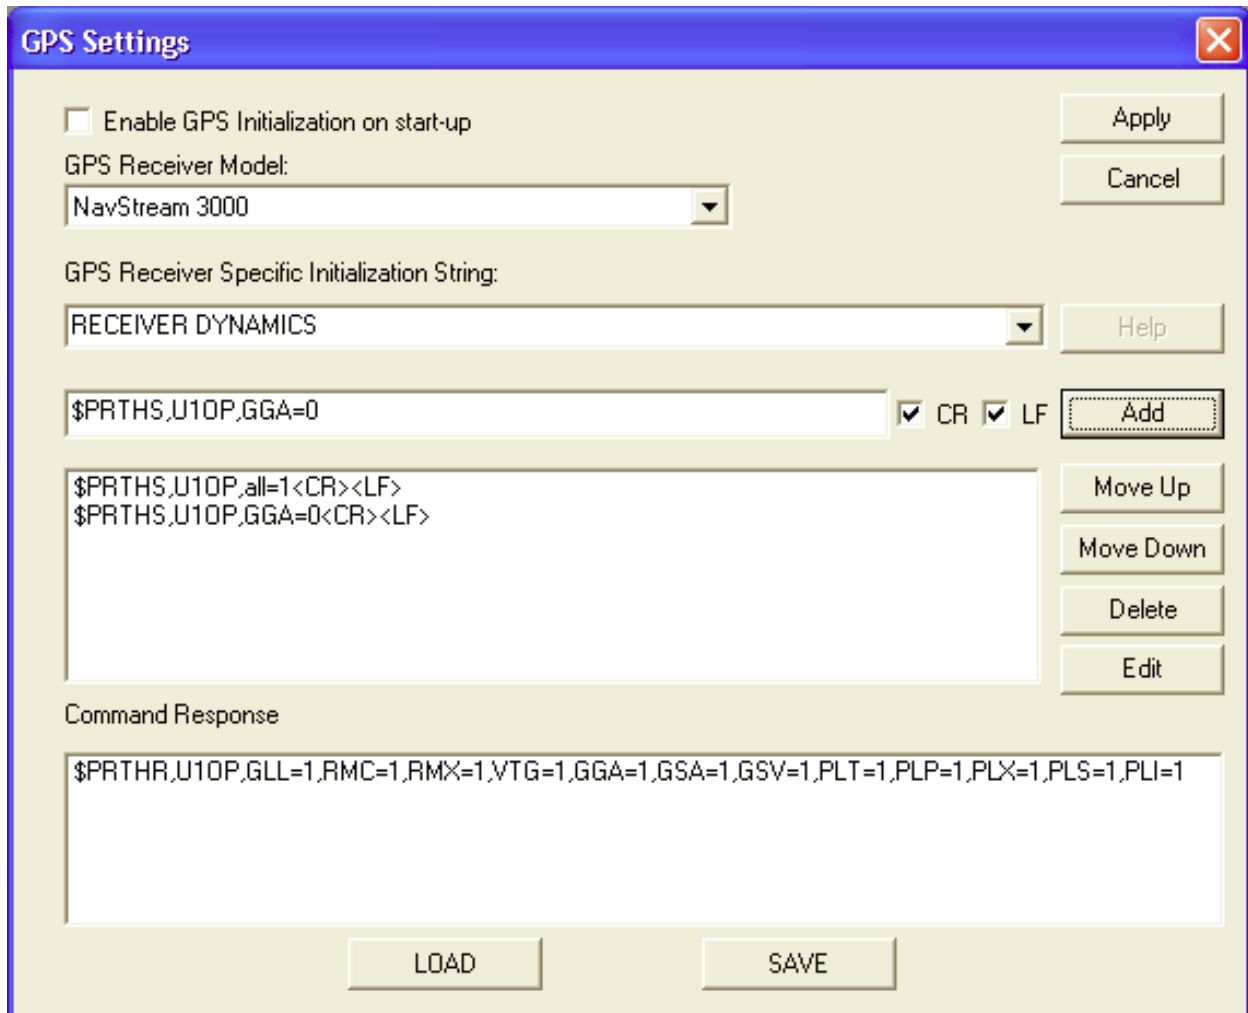 GPS Settings
Enable GPS Initialization on start-up
Apply
GPS Receiver Model:
Cancel
NavStream 3000
GPS Receiver Specific Initialization String:
RECEIVER DYNAMICS
Help
$PRTHS,U1OP,GGA=0
CR
LF
Add
$PRTHS,U1OP,all=1<CR><LF>
$PRTHS,U1OP,GGA=0<CR><LF>
Move Up
Move Down
Delete
Edit
Command Response
$PRTHR,U1OP,GLL=1,RMC=1,RMX=1,VTG=1,GGA=1,GSA=1,GSV=1,PLT=1,PLP=1,PLX=1,PLS=1,PLI=1
LOAD
SAVE